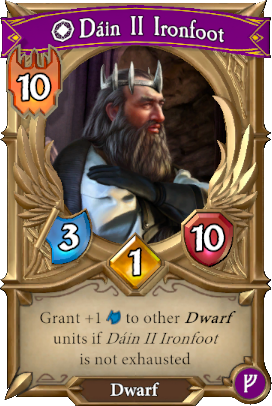 Dáin II Ironfoot
10
3
1
10
Grant +1 to other Dwarf
units if Dáin II Ironfoot
is not exhausted
Dwarf
ᚠ